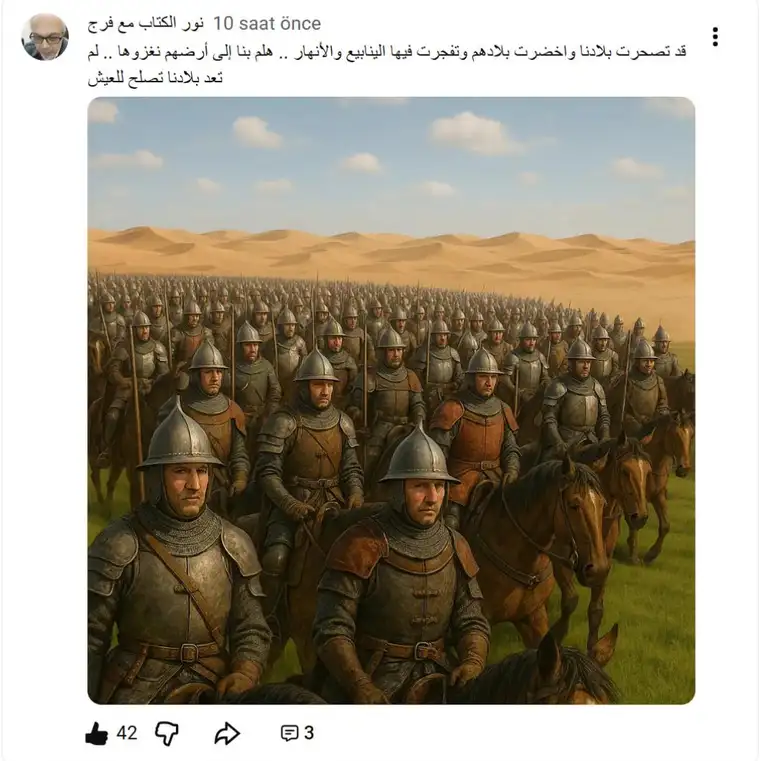 نور الكتاب مع فرج 10 saat önce
قد تصحرت بلادنا واخضرت بلادهم وتفجرت فيها الينابيع والأنهار .. هلم بنا إلى أرضهم نغزوها .. لم
تعد بلادنا تصلح للعيش
42 3